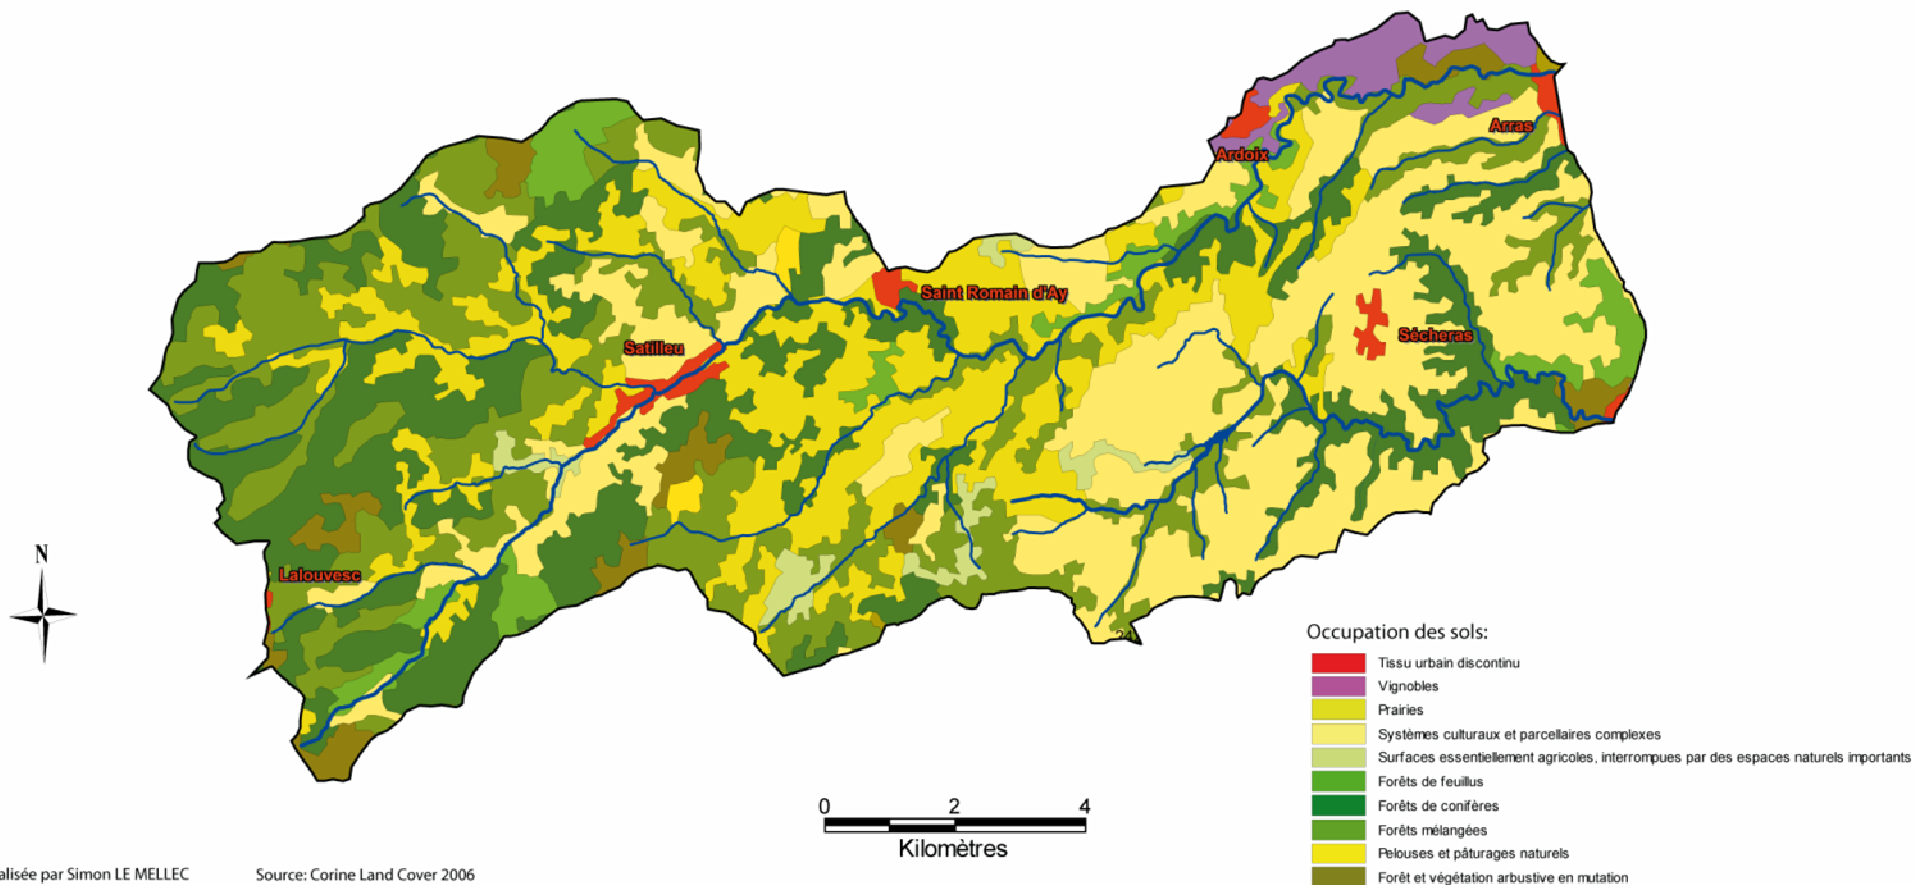 Arras
Ardoix
Saint Romain d'Ay
Sécheras
Satilleu
N
Lalouvesc
24
Occupation des sols:
Tissu urbain discontinu
Vignobles
Prairies
Systèmes culturaux et parcellaires complexes
Surfaces essentiellement agricoles, interrompues par des espaces naturels importants
Forêts de feuillus
Forêts de conifères
Forêts mélangées
Pelouses et pâturages naturels
Forêt et végétation arbustive en mutation
0 2 4
Kilomètres
alisée par Simon LE MELLEC Source: Corine Land Cover 2006